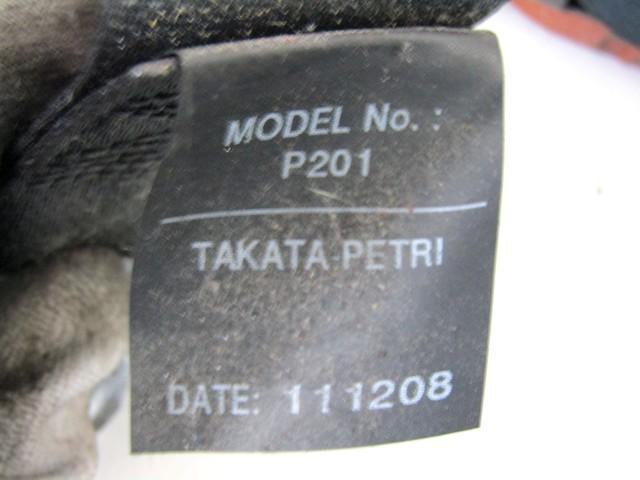 MODEL No. :
P201
TAKATA-PETRI
DATE: 111208